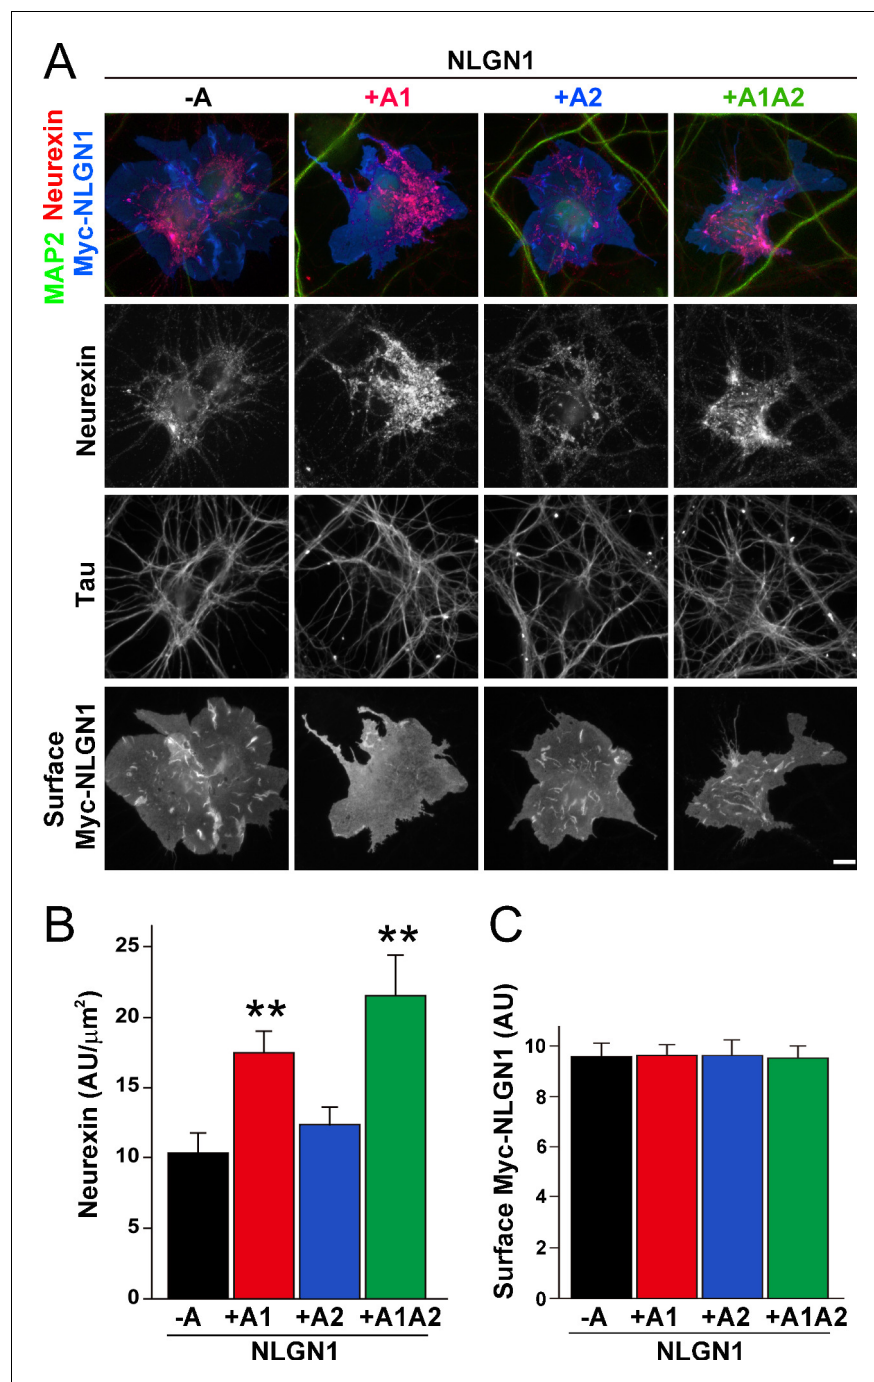 A
NLGN1
-A +A1 +A2 +A1A2
MAP2 Neurexin
Myc-NLGN1
Neurexin
Tau
Surface
Myc-NLGN1
B
Neurexin (AU/μm²)
25
20
15
10
5
0
** **
-A +A1 +A2 +A1A2
NLGN1
C
Surface Myc-NLGN1 (AU)
10
8
6
4
2
0
-A +A1 +A2 +A1A2
NLGN1